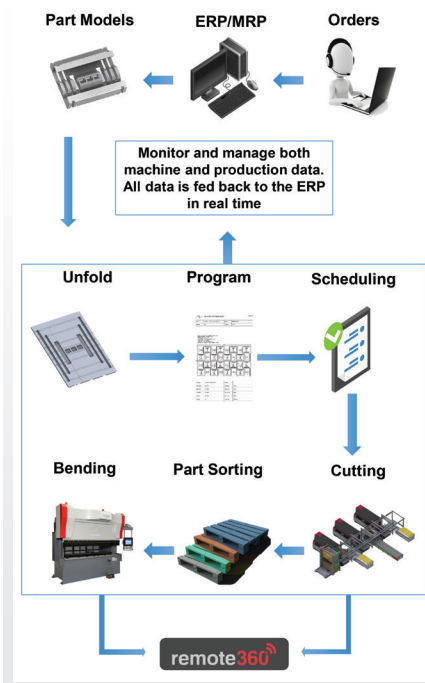 Part Models
ERP/MRP
Orders
Monitor and manage both
machine and production data.
All data is fed back to the ERP
in real time
Unfold
Program
Scheduling
Bending
Part Sorting
Cutting
remote360